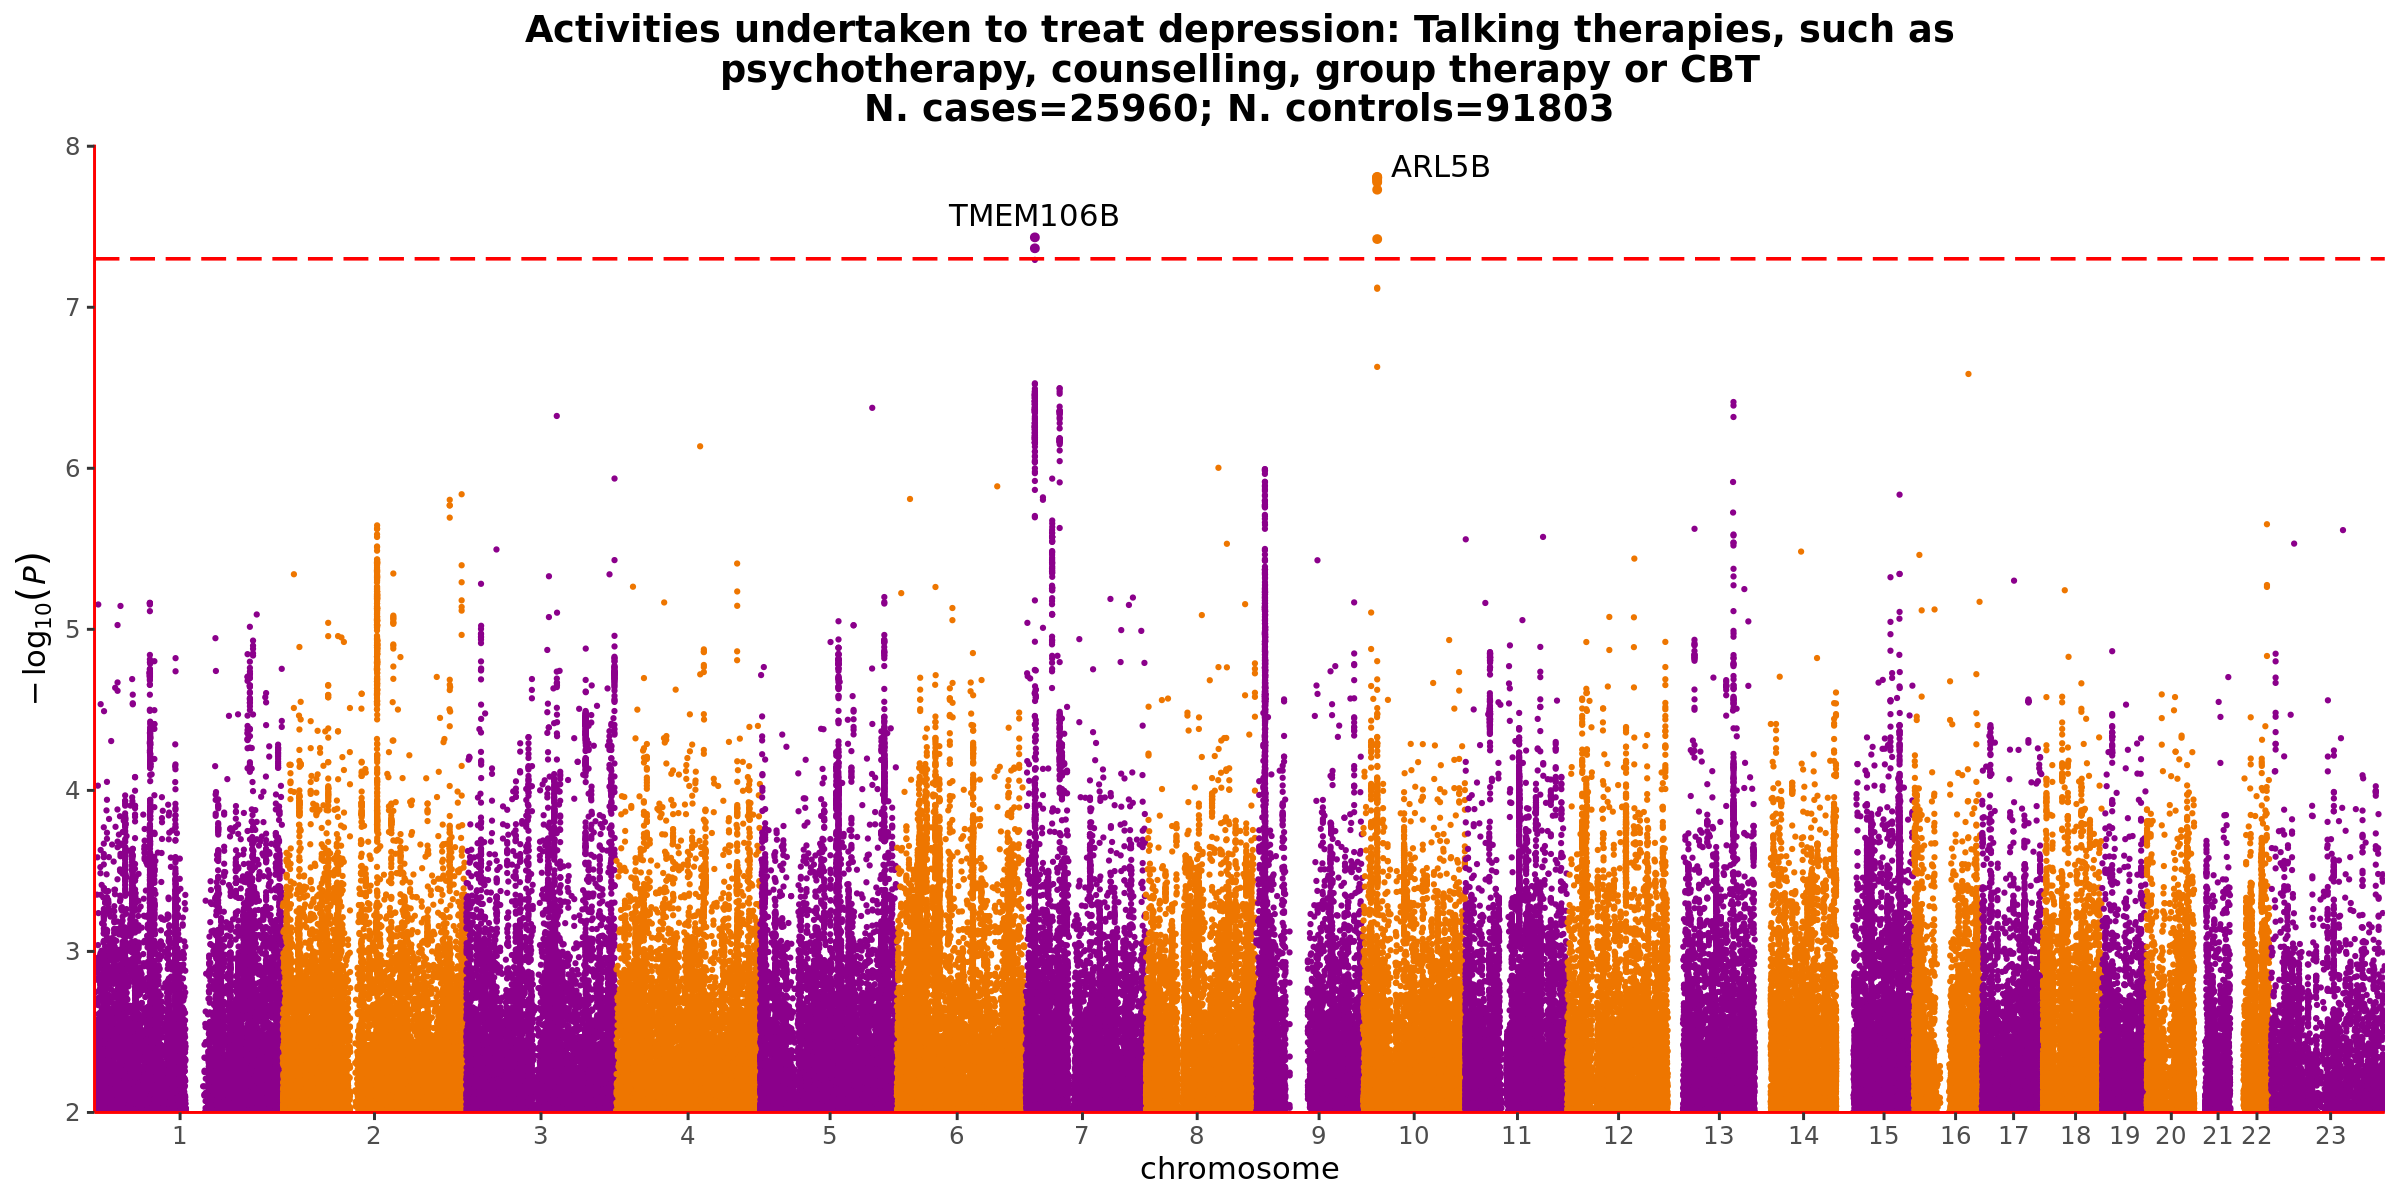 Activities undertaken to treat depression: Talking therapies, such as
psychotherapy, counselling, group therapy or CBT
N. cases=25960; N. controls=91803
8
ARL5B
TMEM106B
7
6
− log₁₀(P)
5
4
3
2
1 2 3 4 5 6 7 8 9 10 11 12 13 14 15 16 17 18 19 20 21 22 23
chromosome